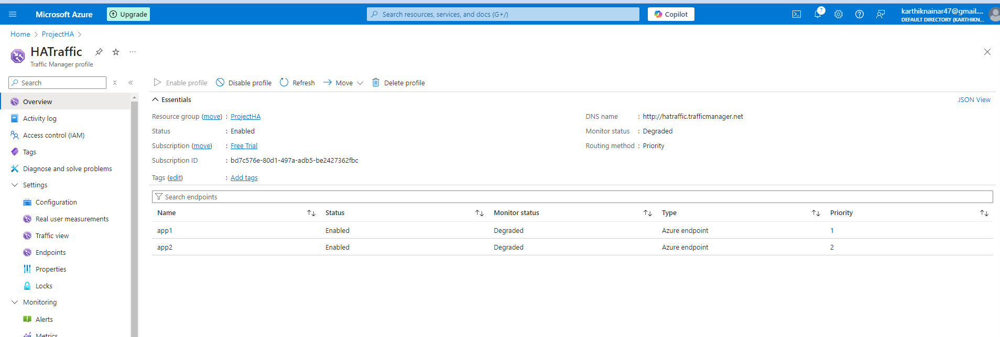 Microsoft Azure
Upgrade
Search resources, services, and docs (G+/)
Copilot
7
karthiknainar47@gmail....
DEFAULT DIRECTORY (KARTHIKN...
Home > ProjectHA >
HATraffic
Traffic Manager profile
Search
Overview
Activity log
Access control (IAM)
Tags
Diagnose and solve problems
Settings
Configuration
Real user measurements
Traffic view
Endpoints
Properties
Locks
Monitoring
Alerts
Metrics
Enable profile Disable profile Refresh Move Delete profile
Essentials
JSON View
Resource group (move) : ProjectHA
Status : Enabled
Subscription (move) : Free Trial
Subscription ID : bd7c576e-80d1-497a-adb5-be2427362fbc
Tags (edit) : Add tags
DNS name : http://hatraffic.trafficmanager.net
Monitor status : Degraded
Routing method : Priority
Search endpoints
Name Status Monitor status Type Priority
app1 Enabled Degraded Azure endpoint 1
app2 Enabled Degraded Azure endpoint 2